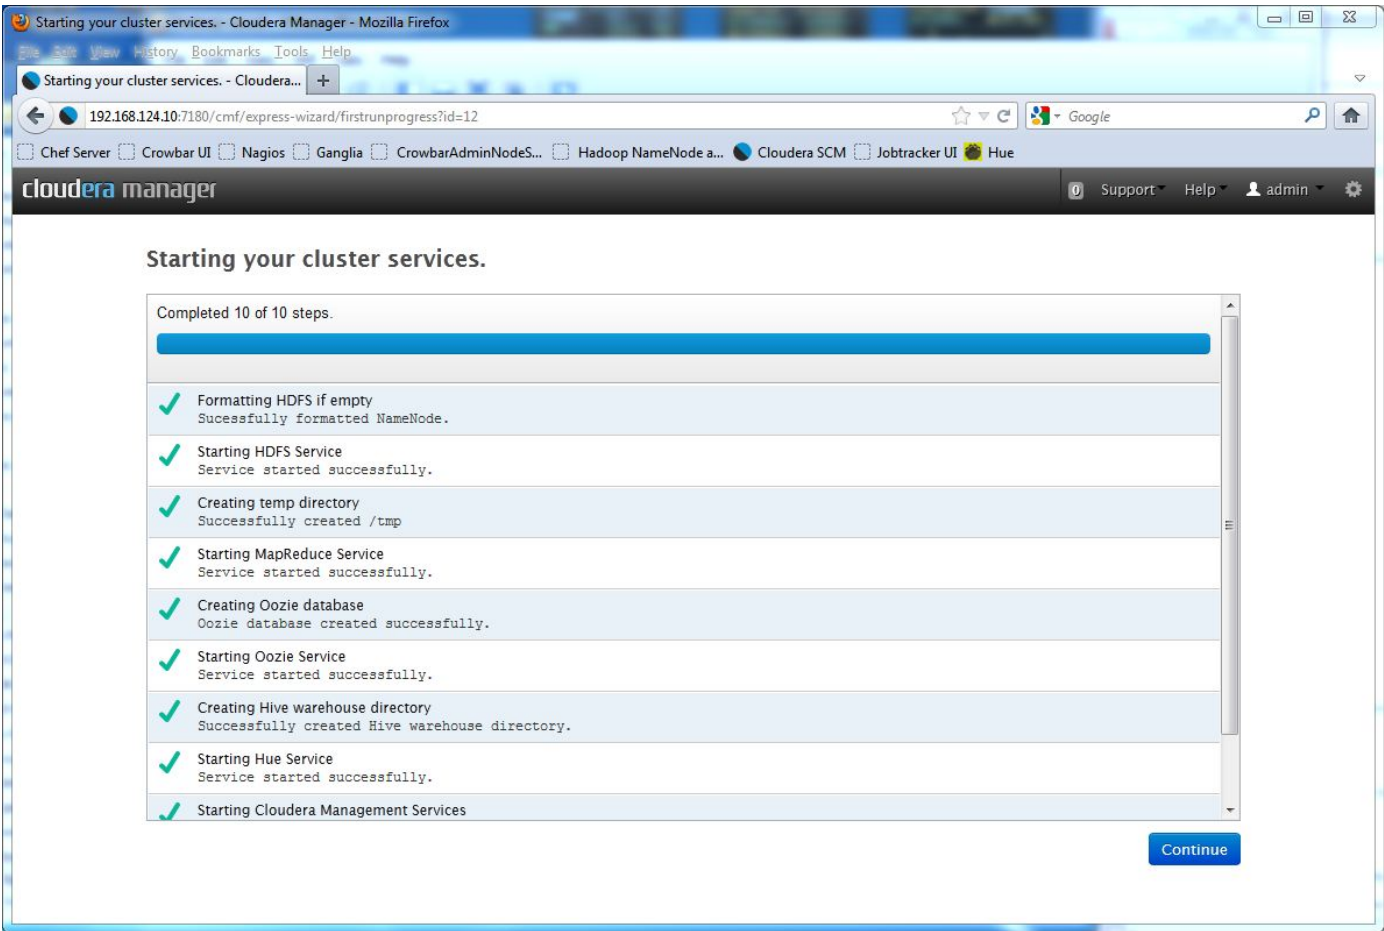 Starting your cluster services. - Cloudera Manager - Mozilla Firefox
File Edit View History Bookmarks Tools Help
Starting your cluster services. - Cloudera... +
192.168.124.10:7180/cmf/express-wizard/firstrunprogress?id=12 Google
Chef Server Crowbar UI Nagios Ganglia CrowbarAdminNodeS... Hadoop NameNode a... Cloudera SCM Jobtracker UI Hue
cloudera manager 0 Support Help admin
Starting your cluster services.
Completed 10 of 10 steps.
Formatting HDFS if empty
Sucessfully formatted NameNode.
Starting HDFS Service
Service started successfully.
Creating temp directory
Successfully created /tmp
Starting MapReduce Service
Service started successfully.
Creating Oozie database
Oozie database created successfully.
Starting Oozie Service
Service started successfully.
Creating Hive warehouse directory
Successfully created Hive warehouse directory.
Starting Hue Service
Service started successfully.
Starting Cloudera Management Services
Continue